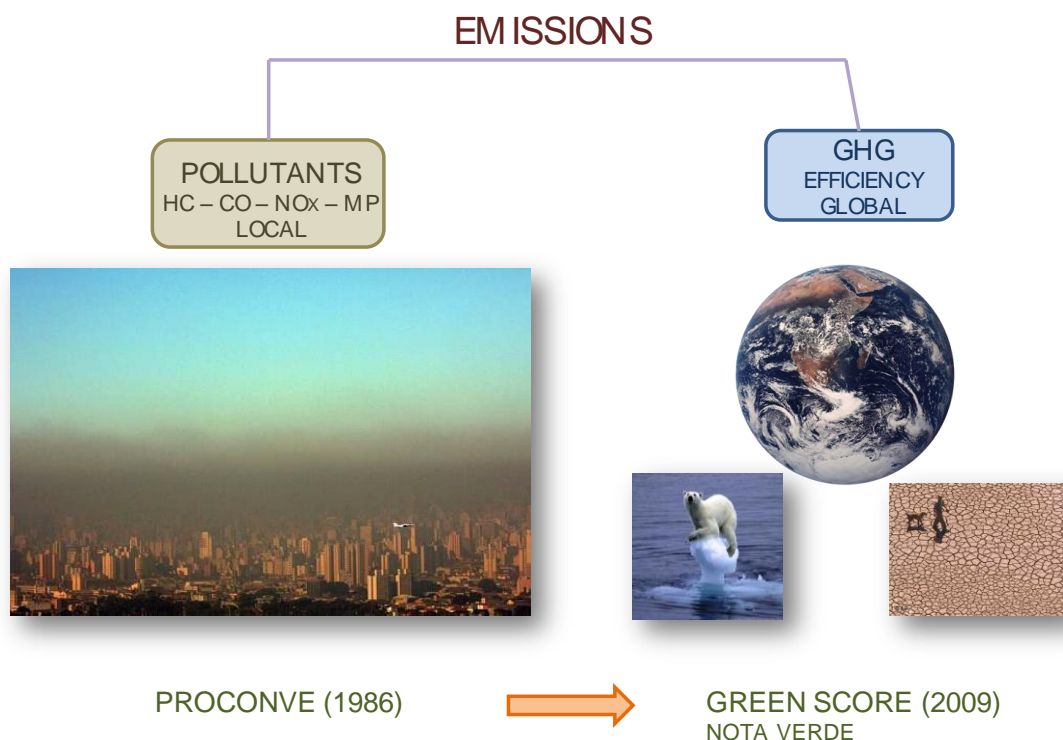 EMISSIONS
POLLUTANTS
HC – CO – NOx – MP
LOCAL
GHG
EFFICIENCY
GLOBAL
PROCONVE (1986)
GREEN SCORE (2009)
NOTA VERDE